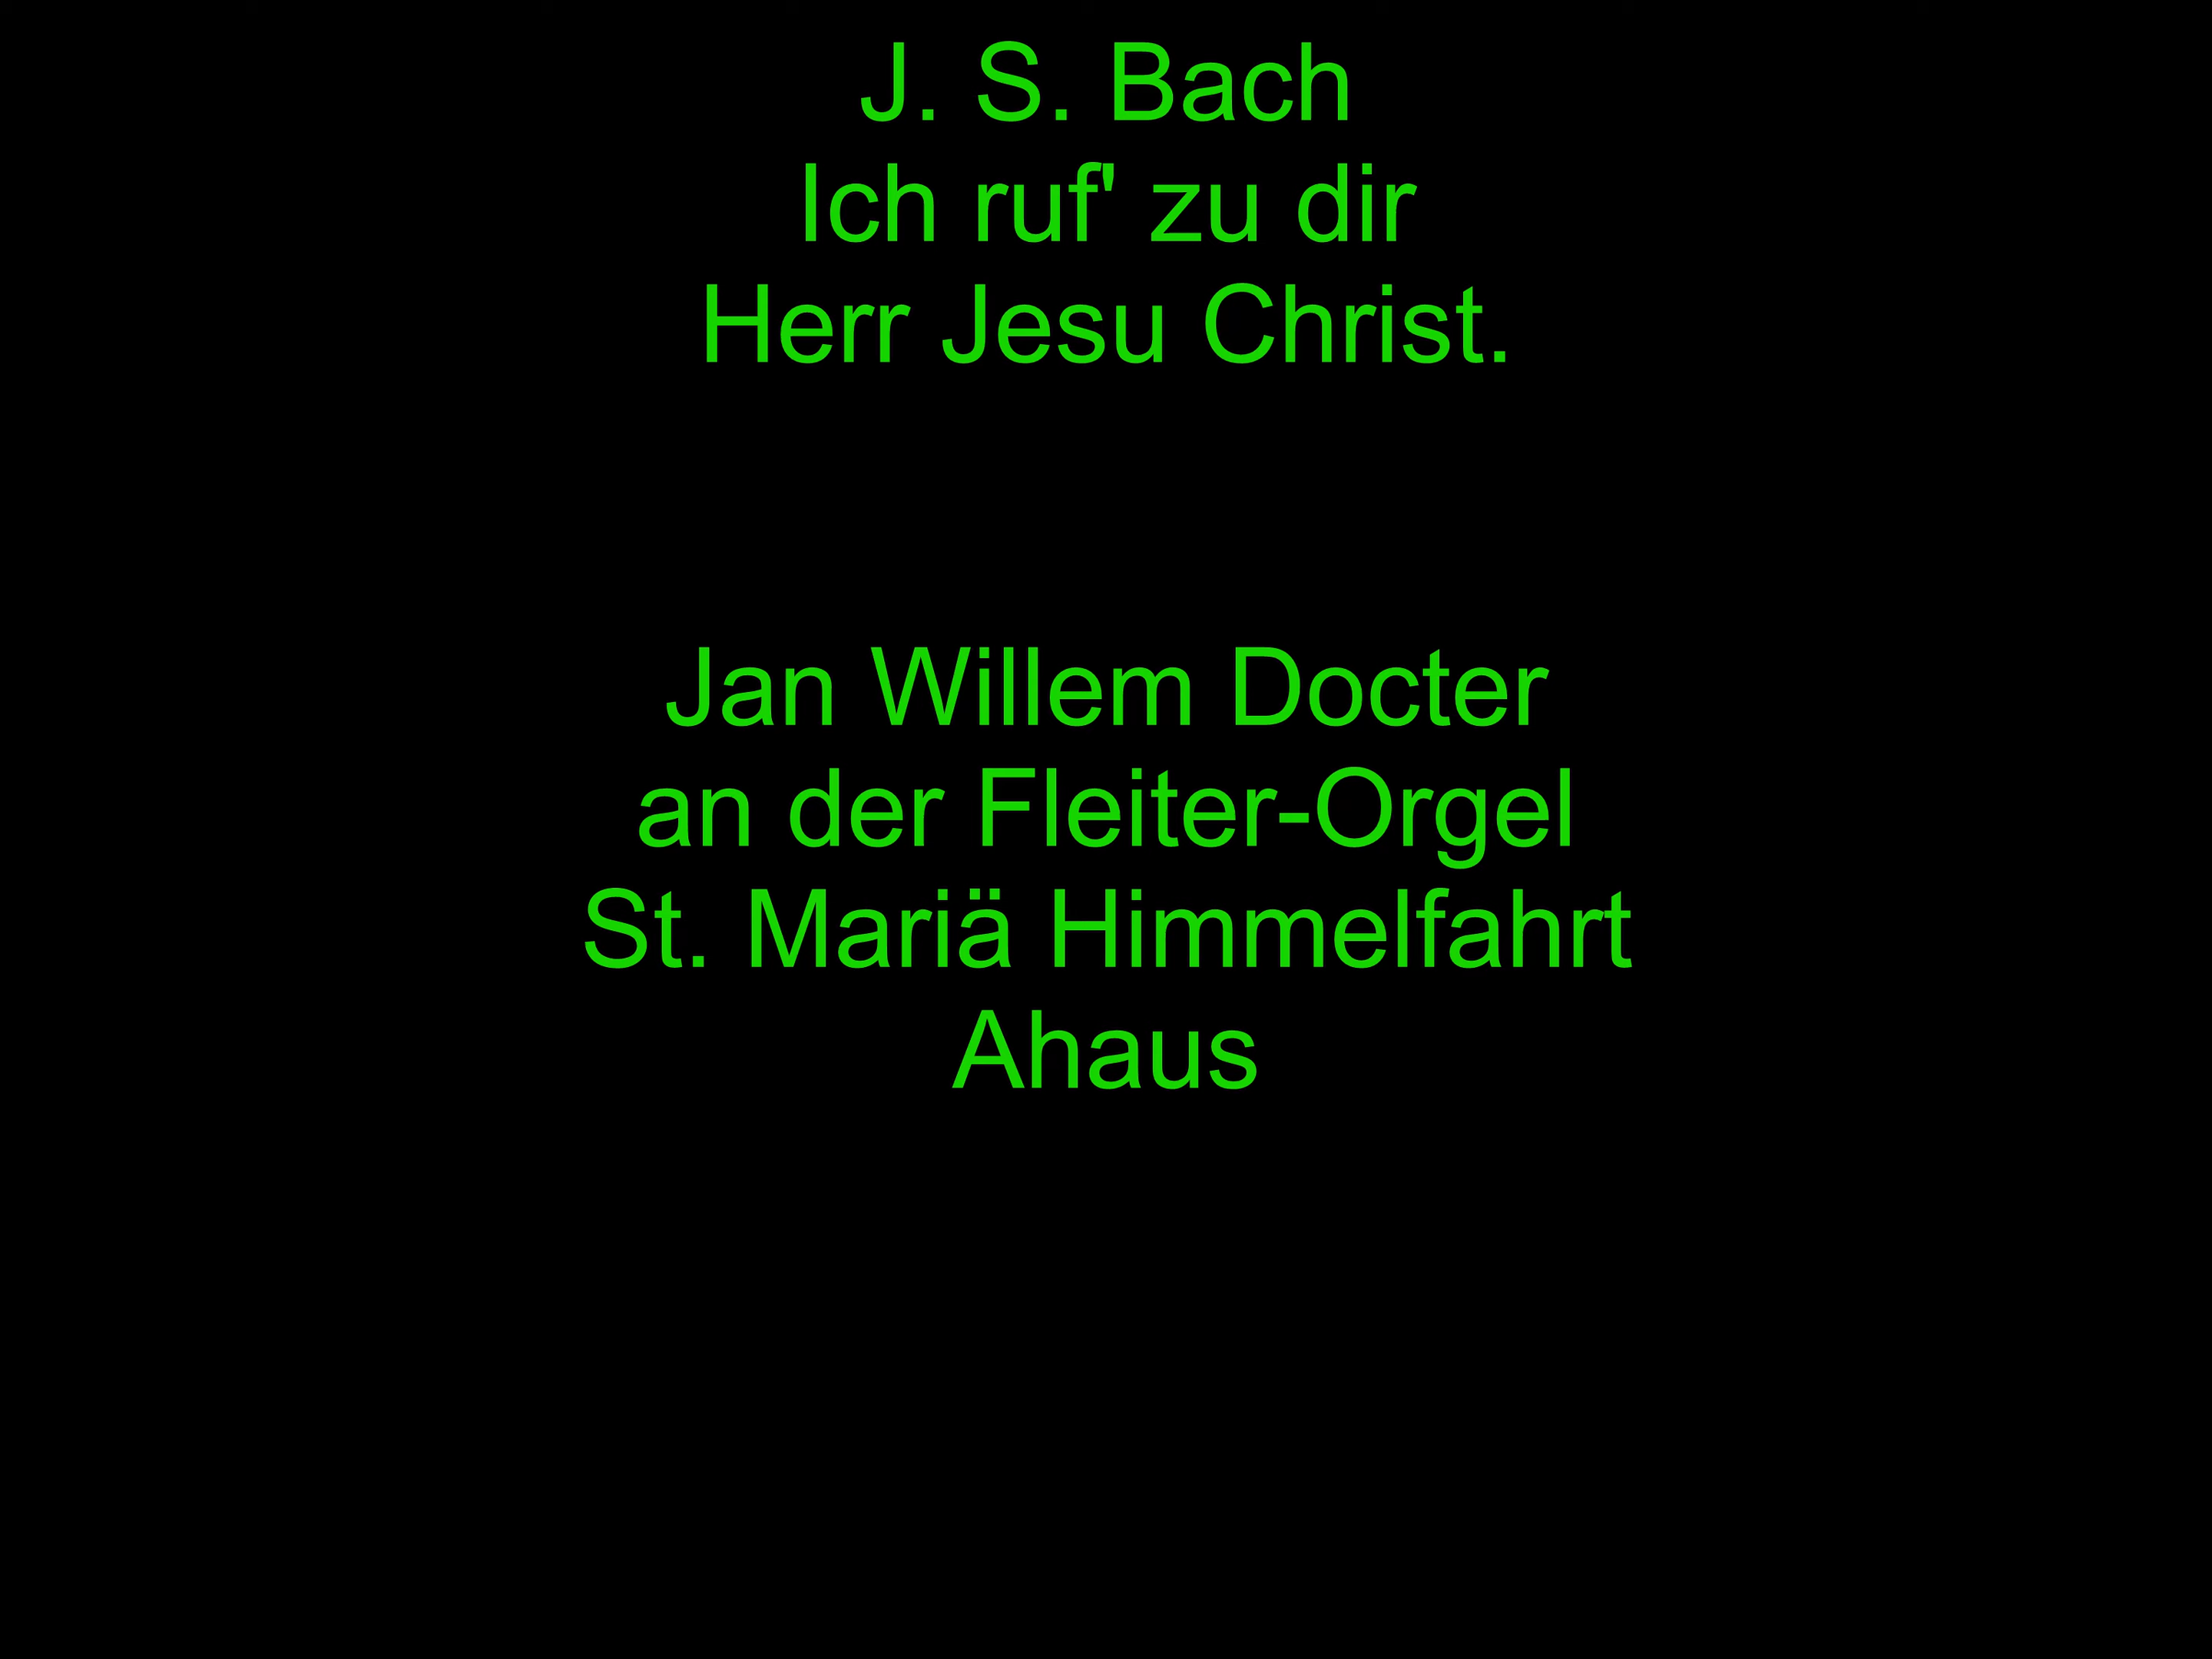 J. S. Bach
Ich ruf' zu dir
Herr Jesu Christ.
Jan Willem Docter
an der Fleiter-Orgel
St. Mariä Himmelfahrt
Ahaus